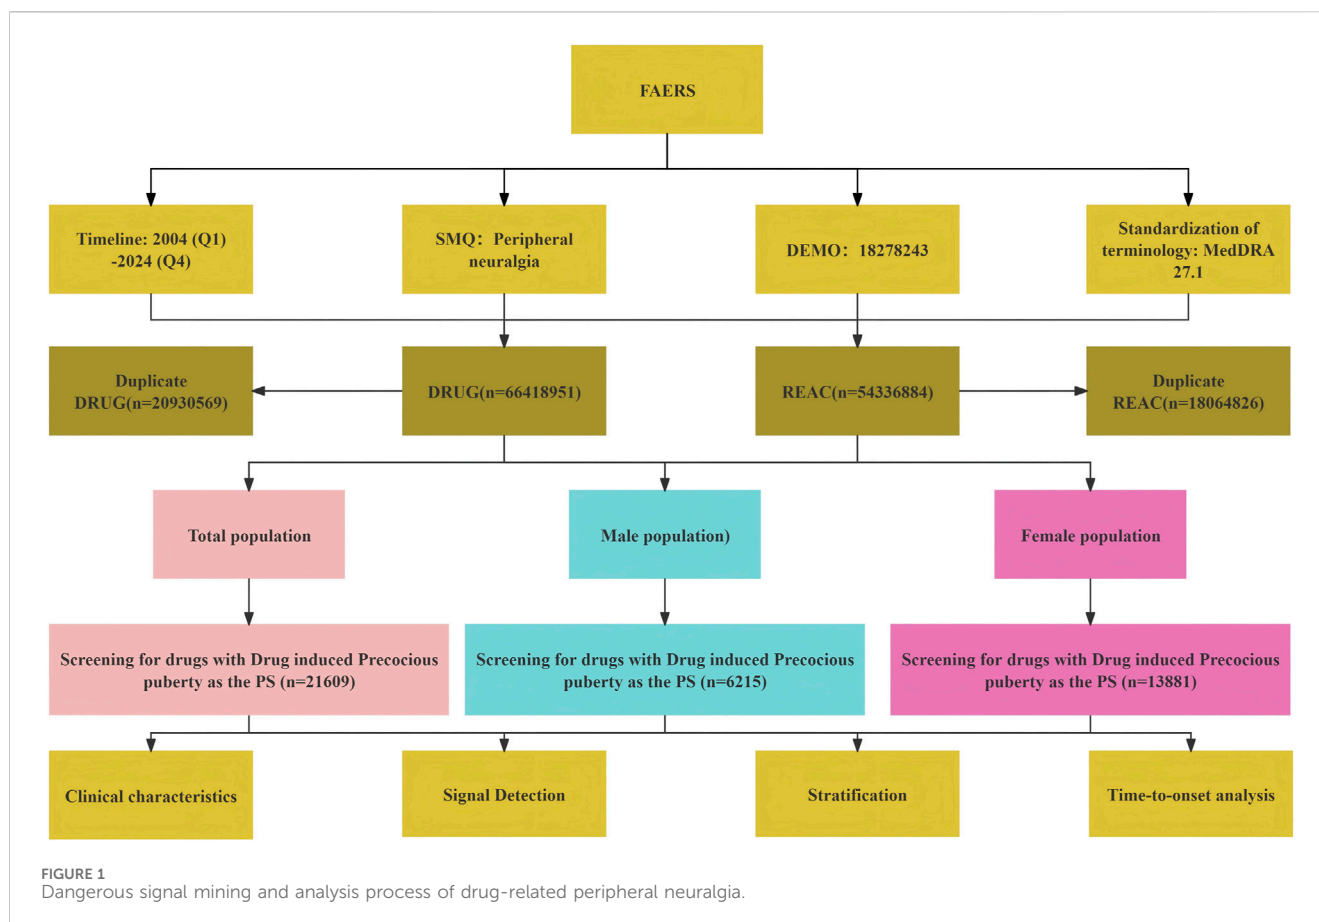 FAERS
Timeline: 2004 (Q1)
-2024 (Q4)
SMQ： Peripheral
neuralgia
DEMO：18278243
Standardization of
terminology: MedDRA
27.1
Duplicate
DRUG(n=20930569)
DRUG(n=66418951)
REAC(n=54336884)
Duplicate
REAC(n=18064826)
Total population
Male population)
Female population
Screening for drugs with Drug induced Precocious
puberty as the PS (n=21609)
Screening for drugs with Drug induced Precocious
puberty as the PS (n=6215)
Screening for drugs with Drug induced Precocious
puberty as the PS (n=13881)
Clinical characteristics
Signal Detection
Stratification
Time-to-onset analysis
FIGURE 1
Dangerous signal mining and analysis process of drug-related peripheral neuralgia.